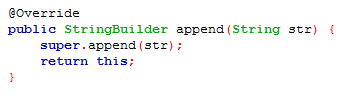 @Override
public StringBuilder append(String str) {
    super.append(str);
    return this;
}